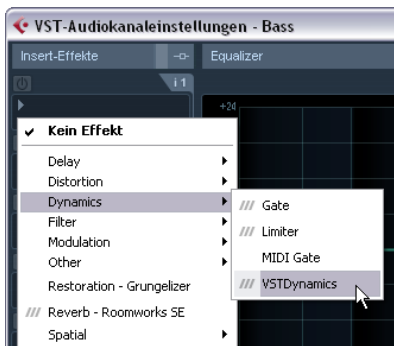 VST-Audiokanaleinstellungen - Bass
Insert-Effekte
Equalizer
i1
+24
Kein Effekt
Delay
Distortion
Dynamics
Filter
Modulation
Other
Restoration - Grungelizer
/// Reverb - Roomworks SE
Spatial
/// Gate
/// Limiter
MIDI Gate
/// VSTDynamics